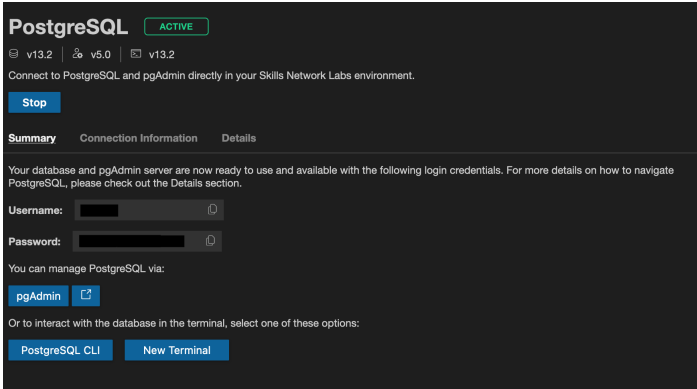 PostgreSQL ACTIVE
v13.2 v5.0 v13.2
Connect to PostgreSQL and pgAdmin directly in your Skills Network Labs environment.
Stop
Summary Connection Information Details
Your database and pgAdmin server are now ready to use and available with the following login credentials. For more details on how to navigate
PostgreSQL, please check out the Details section.
Username:
Password:
You can manage PostgreSQL via:
pgAdmin
Or to interact with the database in the terminal, select one of these options:
PostgreSQL CLI New Terminal